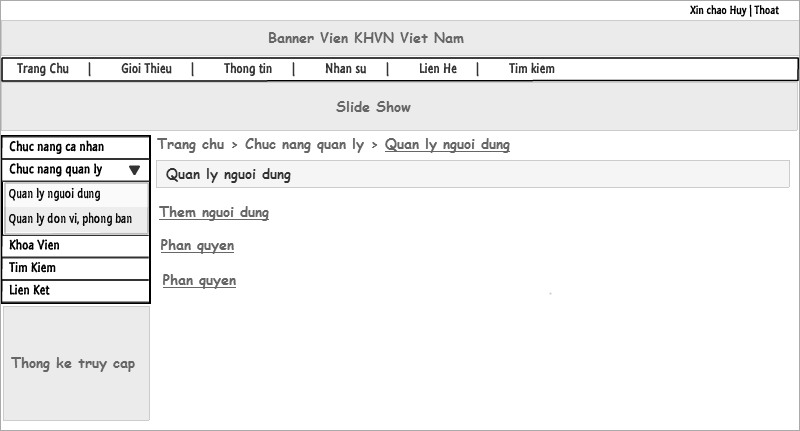 Xin chao Huy | Thoat
Banner Vien KHVN Viet Nam
Trang Chu | Gioi Thieu | Thong tin | Nhan su | Lien He | Tim kiem
Slide Show
Chuc nang ca nhan
Chuc nang quan ly
Quan ly nguoi dung
Quan ly don vi, phong ban
Khoa Vien
Tim Kiem
Lien Ket
Thong ke truy cap
Trang chu > Chuc nang quan ly > Quan ly nguoi dung
Quan ly nguoi dung
Them nguoi dung
Phan quyen
Phan quyen